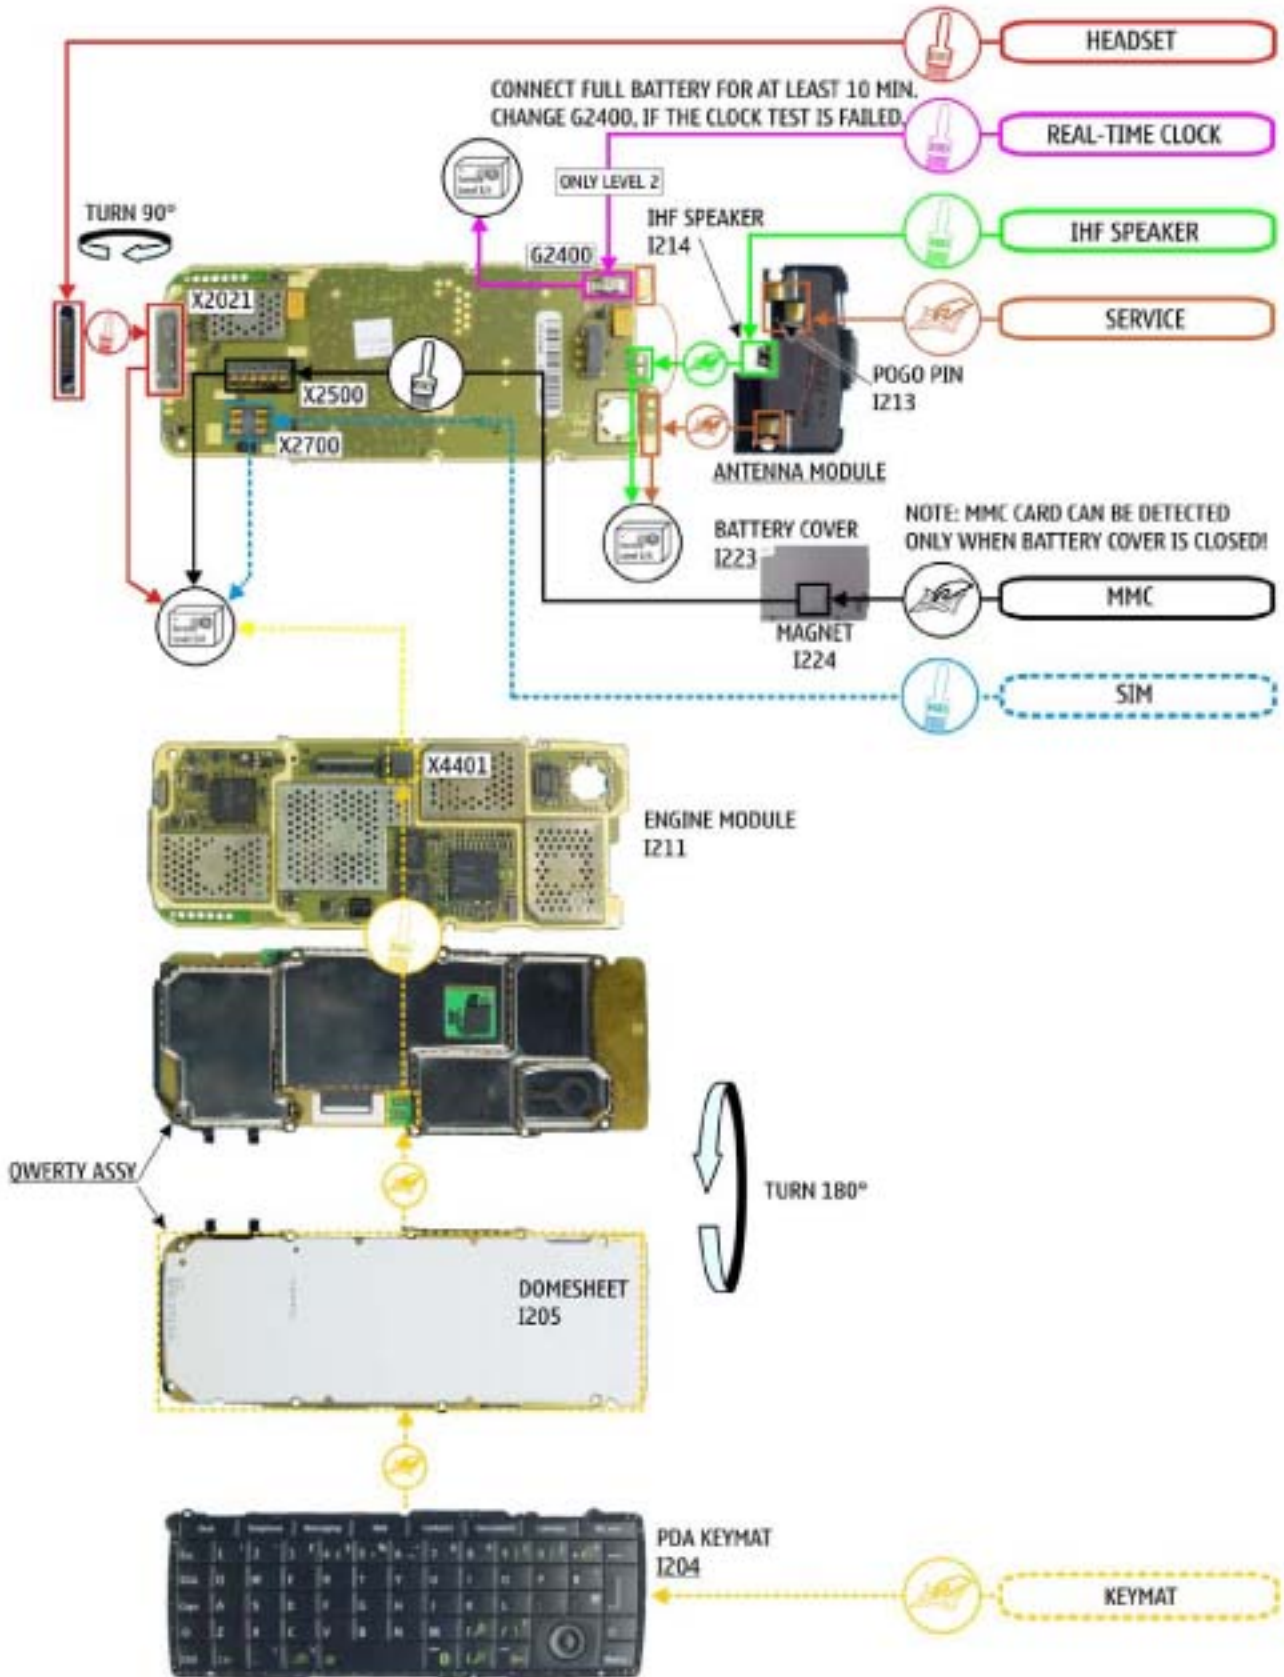 HEADSET
CONNECT FULL BATTERY FOR AT LEAST 10 MIN.
CHANGE G2400, IF THE CLOCK TEST IS FAILED.
REAL-TIME CLOCK
ONLY LEVEL 2
TURN 90°
IHF SPEAKER
I214
IHF SPEAKER
G2400
X2021
SERVICE
X2500
POGO PIN
I213
X2700
ANTENNA MODULE
BATTERY COVER
I223
NOTE: MMC CARD CAN BE DETECTED
ONLY WHEN BATTERY COVER IS CLOSED!
MMC
MAGNET
I224
SIM
X4401
ENGINE MODULE
I211
QWERTY ASSY
TURN 180°
DOMESHEET
I205
PDA KEYMAT
I204
KEYMAT